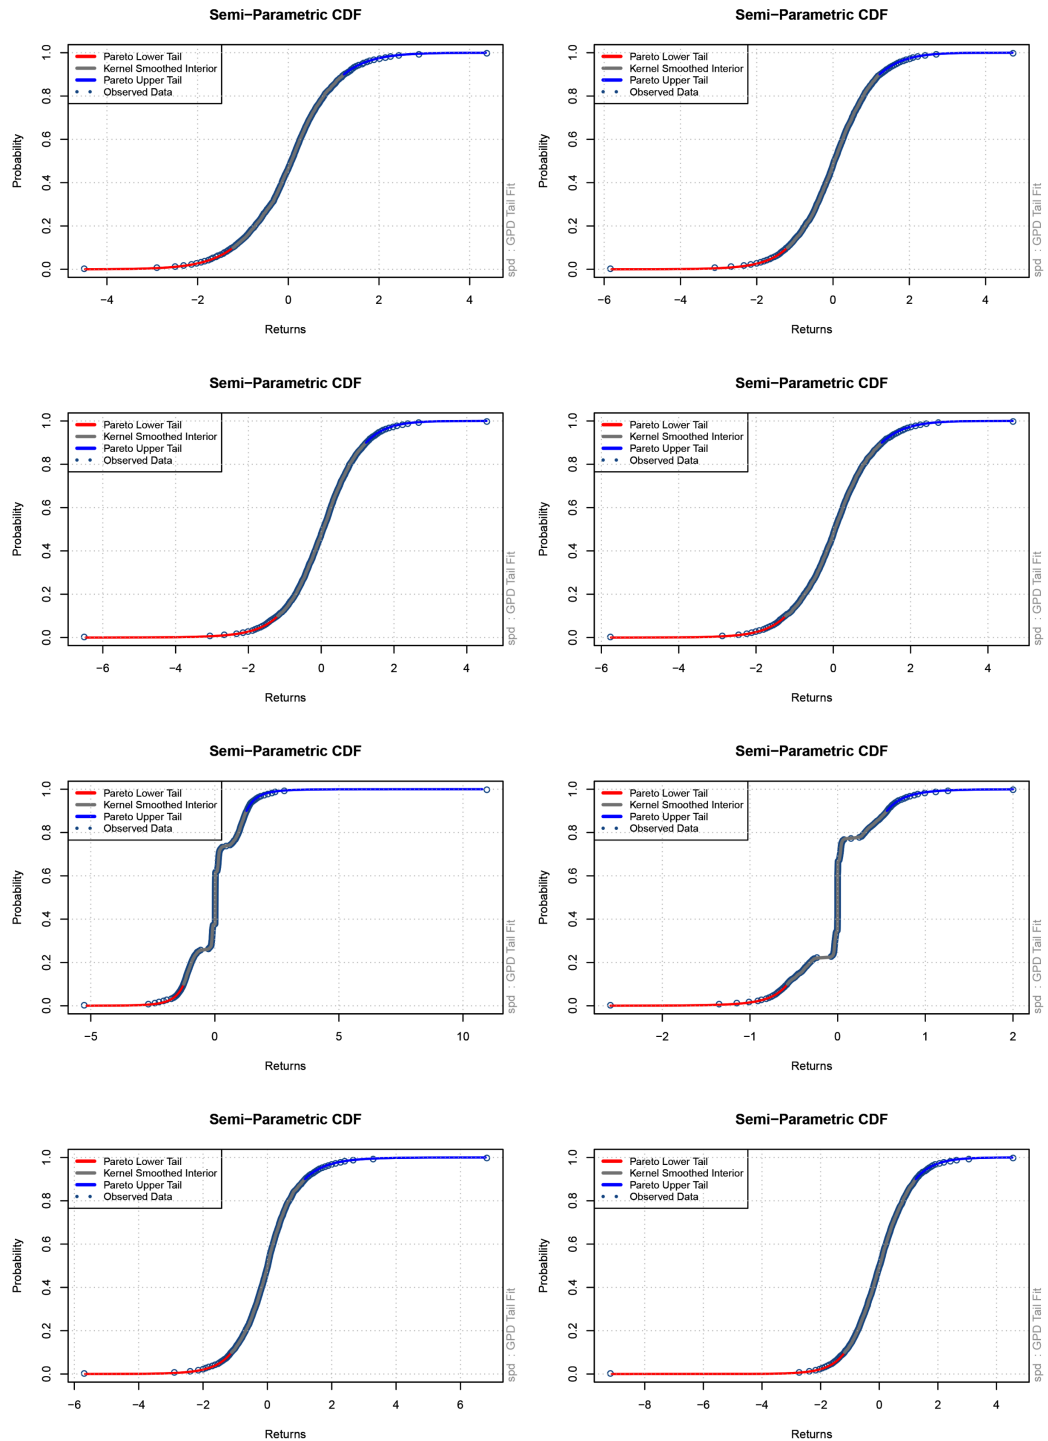 Semi−Parametric CDF
Pareto Lower Tail
Kernel Smoothed Interior
Pareto Upper Tail
Observed Data
Probability
0.0 0.2 0.4 0.6 0.8 1.0
−4 −2 0 2 4
Returns
spd : GPD Tail Fit
Semi−Parametric CDF
Pareto Lower Tail
Kernel Smoothed Interior
Pareto Upper Tail
Observed Data
Probability
0.0 0.2 0.4 0.6 0.8 1.0
−6 −4 −2 0 2 4
Returns
spd : GPD Tail Fit
Semi−Parametric CDF
Pareto Lower Tail
Kernel Smoothed Interior
Pareto Upper Tail
Observed Data
Probability
0.0 0.2 0.4 0.6 0.8 1.0
−6 −4 −2 0 2 4
Returns
spd : GPD Tail Fit
Semi−Parametric CDF
Pareto Lower Tail
Kernel Smoothed Interior
Pareto Upper Tail
Observed Data
Probability
0.0 0.2 0.4 0.6 0.8 1.0
−6 −4 −2 0 2 4
Returns
spd : GPD Tail Fit
Semi−Parametric CDF
Pareto Lower Tail
Kernel Smoothed Interior
Pareto Upper Tail
Observed Data
Probability
0.0 0.2 0.4 0.6 0.8 1.0
−5 0 5 10
Returns
spd : GPD Tail Fit
Semi−Parametric CDF
Pareto Lower Tail
Kernel Smoothed Interior
Pareto Upper Tail
Observed Data
Probability
0.0 0.2 0.4 0.6 0.8 1.0
−2 −1 0 1 2
Returns
spd : GPD Tail Fit
Semi−Parametric CDF
Pareto Lower Tail
Kernel Smoothed Interior
Pareto Upper Tail
Observed Data
Probability
0.0 0.2 0.4 0.6 0.8 1.0
−6 −4 −2 0 2 4 6
Returns
spd : GPD Tail Fit
Semi−Parametric CDF
Pareto Lower Tail
Kernel Smoothed Interior
Pareto Upper Tail
Observed Data
Probability
0.0 0.2 0.4 0.6 0.8 1.0
−8 −6 −4 −2 0 2 4
Returns
spd : GPD Tail Fit